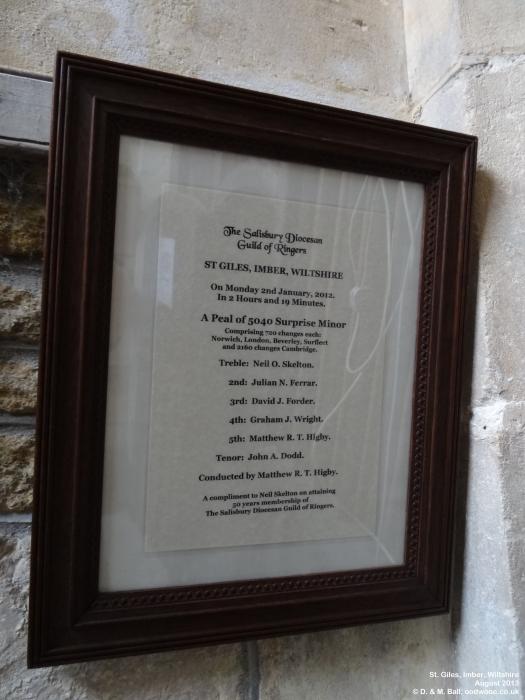 The Salisbury Diocesan
Guild of Ringers
ST GILES, IMBER, WILTSHIRE
On Monday 2nd January, 2012.
In 2 Hours and 19 Minutes.
A Peal of 5040 Surprise Minor
Comprising 720 changes each:
Norwich, London, Beverley, Surfleet
and 2160 changes Cambridge.
Treble: Neil O. Skelton.
2nd: Julian N. Ferrar.
3rd: David J. Forder.
4th: Graham J. Wright.
5th: Matthew R. T. Higby.
Tenor: John A. Dodd.
Conducted by Matthew R. T. Higby.
A compliment to Neil Skelton on attaining
50 years membership of
The Salisbury Diocesan Guild of Ringers.
St. Giles, Imber, Wiltshire
August 2013
© D. & M. Ball, oodwooc.co.uk